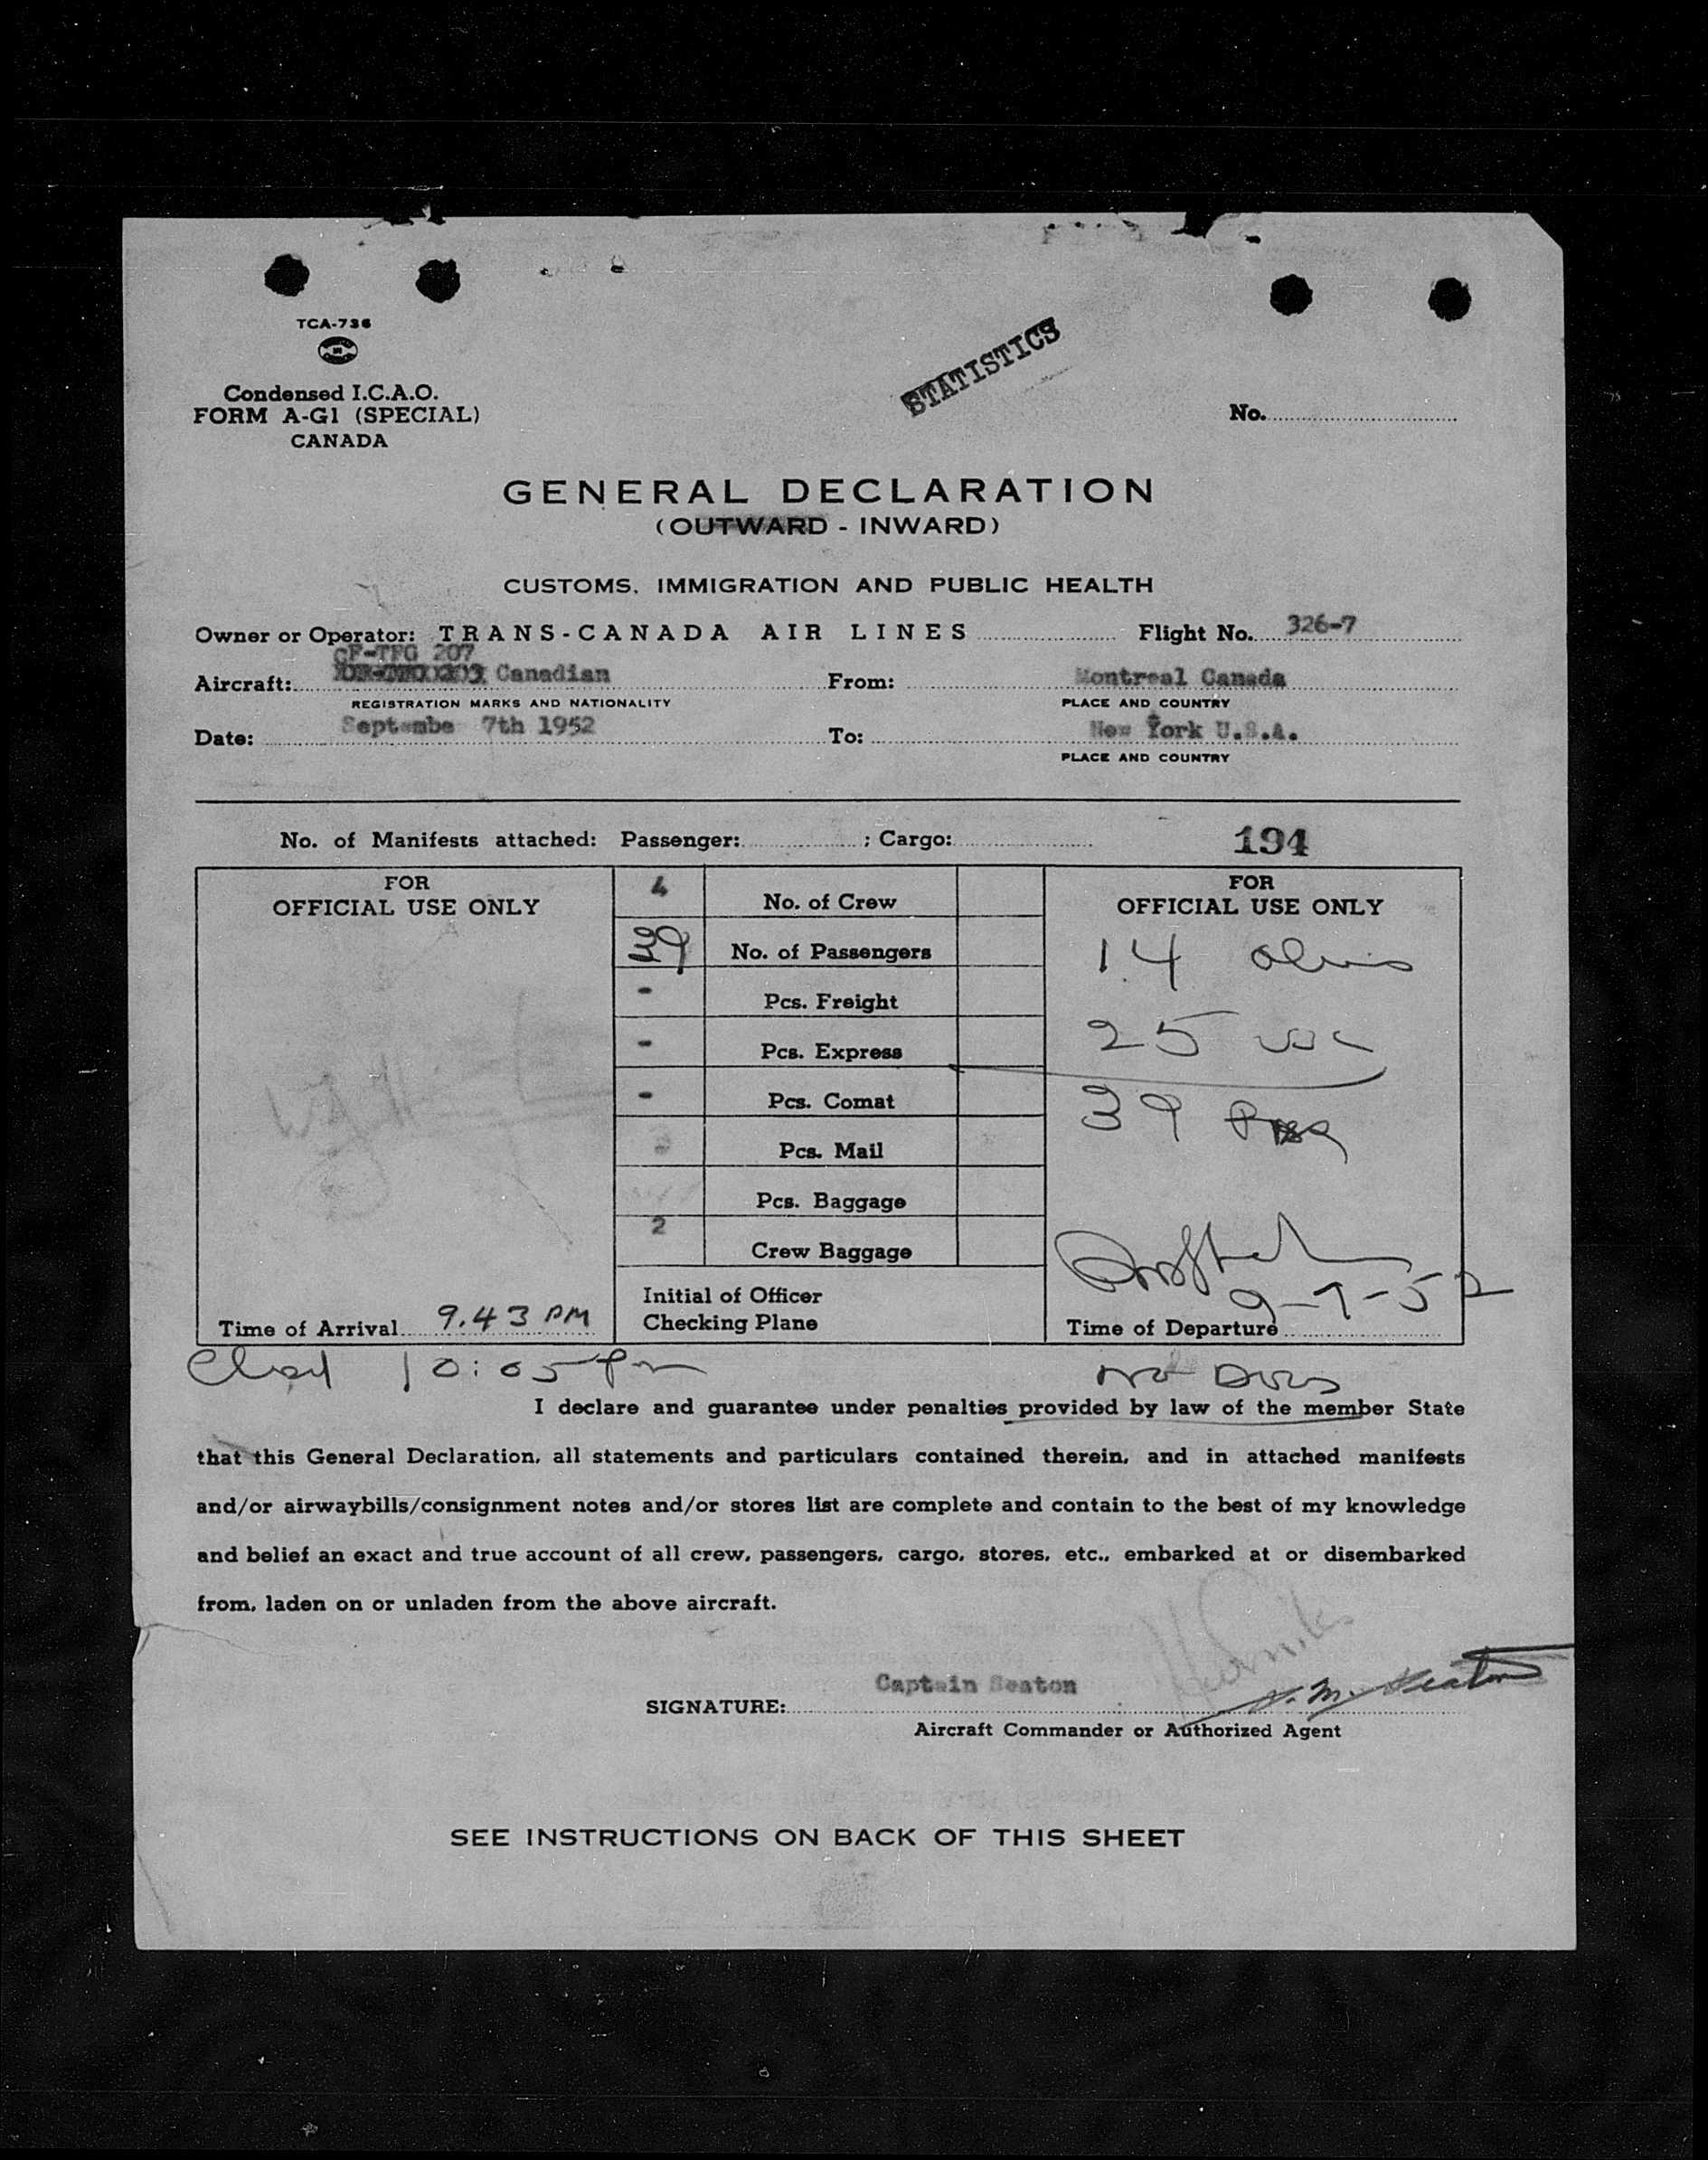 TCA-736
Condensed I.C.A.O.
FORM A-G1 (SPECIAL)
CANADA
STATISTICS
No.
GENERAL DECLARATION
(OUTWARD - INWARD)
CUSTOMS, IMMIGRATION AND PUBLIC HEALTH
Owner or Operator: TRANS-CANADA AIR LINES Flight No. 326-7
CF-TFG 207
Aircraft: Canadian From: Montreal Canada
REGISTRATION MARKS AND NATIONALITY PLACE AND COUNTRY
Date: Septembe 7th 1952 To: New York U.S.A.
PLACE AND COUNTRY
No. of Manifests attached: Passenger: ; Cargo: 194
FOR
OFFICIAL USE ONLY
4 No. of Crew
39 No. of Passengers
- Pcs. Freight
- Pcs. Express
- Pcs. Comat
Pcs. Mail
Pcs. Baggage
2 Crew Baggage
Initial of Officer
Checking Plane
FOR
OFFICIAL USE ONLY
14
25 usc
39
9-7-52
Time of Arrival 9.43 PM
Time of Departure
10:05 Pm
I declare and guarantee under penalties provided by law of the member State
that this General Declaration, all statements and particulars contained therein, and in attached manifests
and/or airwaybills/consignment notes and/or stores list are complete and contain to the best of my knowledge
and belief an exact and true account of all crew, passengers, cargo, stores, etc., embarked at or disembarked
from, laden on or unladen from the above aircraft.
Captain Seaton
SIGNATURE: Seaton
Aircraft Commander or Authorized Agent
SEE INSTRUCTIONS ON BACK OF THIS SHEET